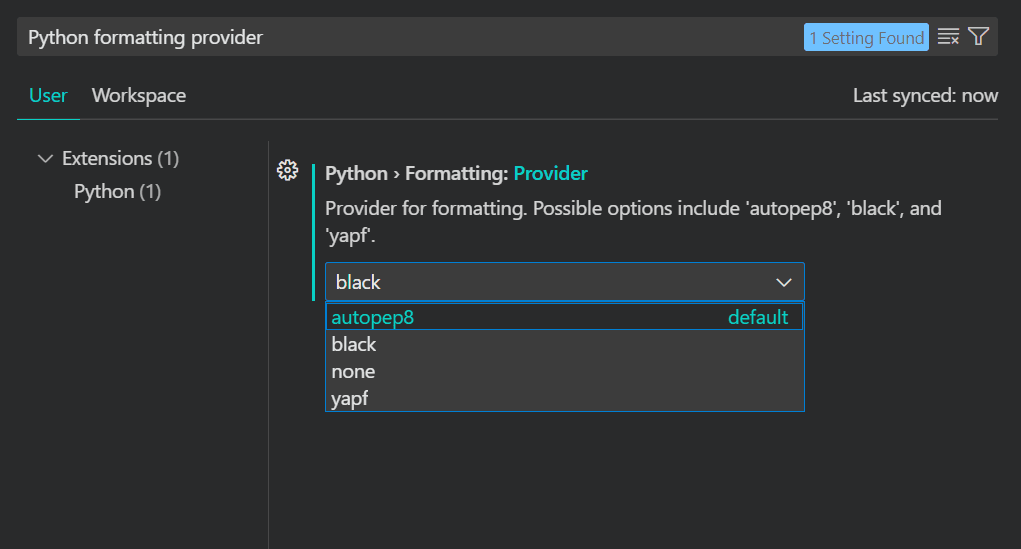 Python formatting provider
1 Setting Found
User Workspace
Last synced: now
Extensions (1)
Python (1)
Python › Formatting: Provider
Provider for formatting. Possible options include 'autopep8', 'black', and
'yapf'.
black
autopep8 default
black
none
yapf